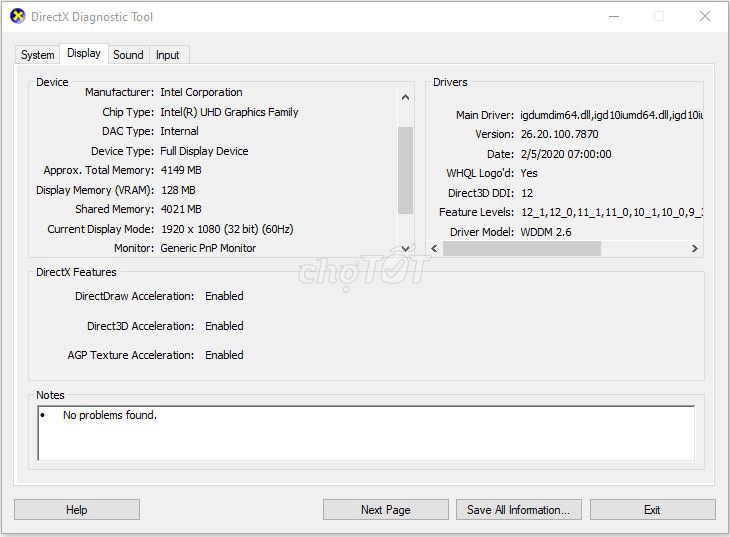 DirectX Diagnostic Tool
System Display Sound Input
Device
Manufacturer: Intel Corporation
Chip Type: Intel(R) UHD Graphics Family
DAC Type: Internal
Device Type: Full Display Device
Approx. Total Memory: 4149 MB
Display Memory (VRAM): 128 MB
Shared Memory: 4021 MB
Current Display Mode: 1920 x 1080 (32 bit) (60Hz)
Monitor: Generic PnP Monitor
Drivers
Main Driver: igdumdim64.dll,igd10iumd64.dll,igd10iu
Version: 26.20.100.7870
Date: 2/5/2020 07:00:00
WHQL Logo'd: Yes
Direct3D DDI: 12
Feature Levels: 12_1,12_0,11_1,11_0,10_1,10_0,9_3
Driver Model: WDDM 2.6
chợTỐT
DirectX Features
DirectDraw Acceleration: Enabled
Direct3D Acceleration: Enabled
AGP Texture Acceleration: Enabled
Notes
• No problems found.
Help Next Page Save All Information... Exit